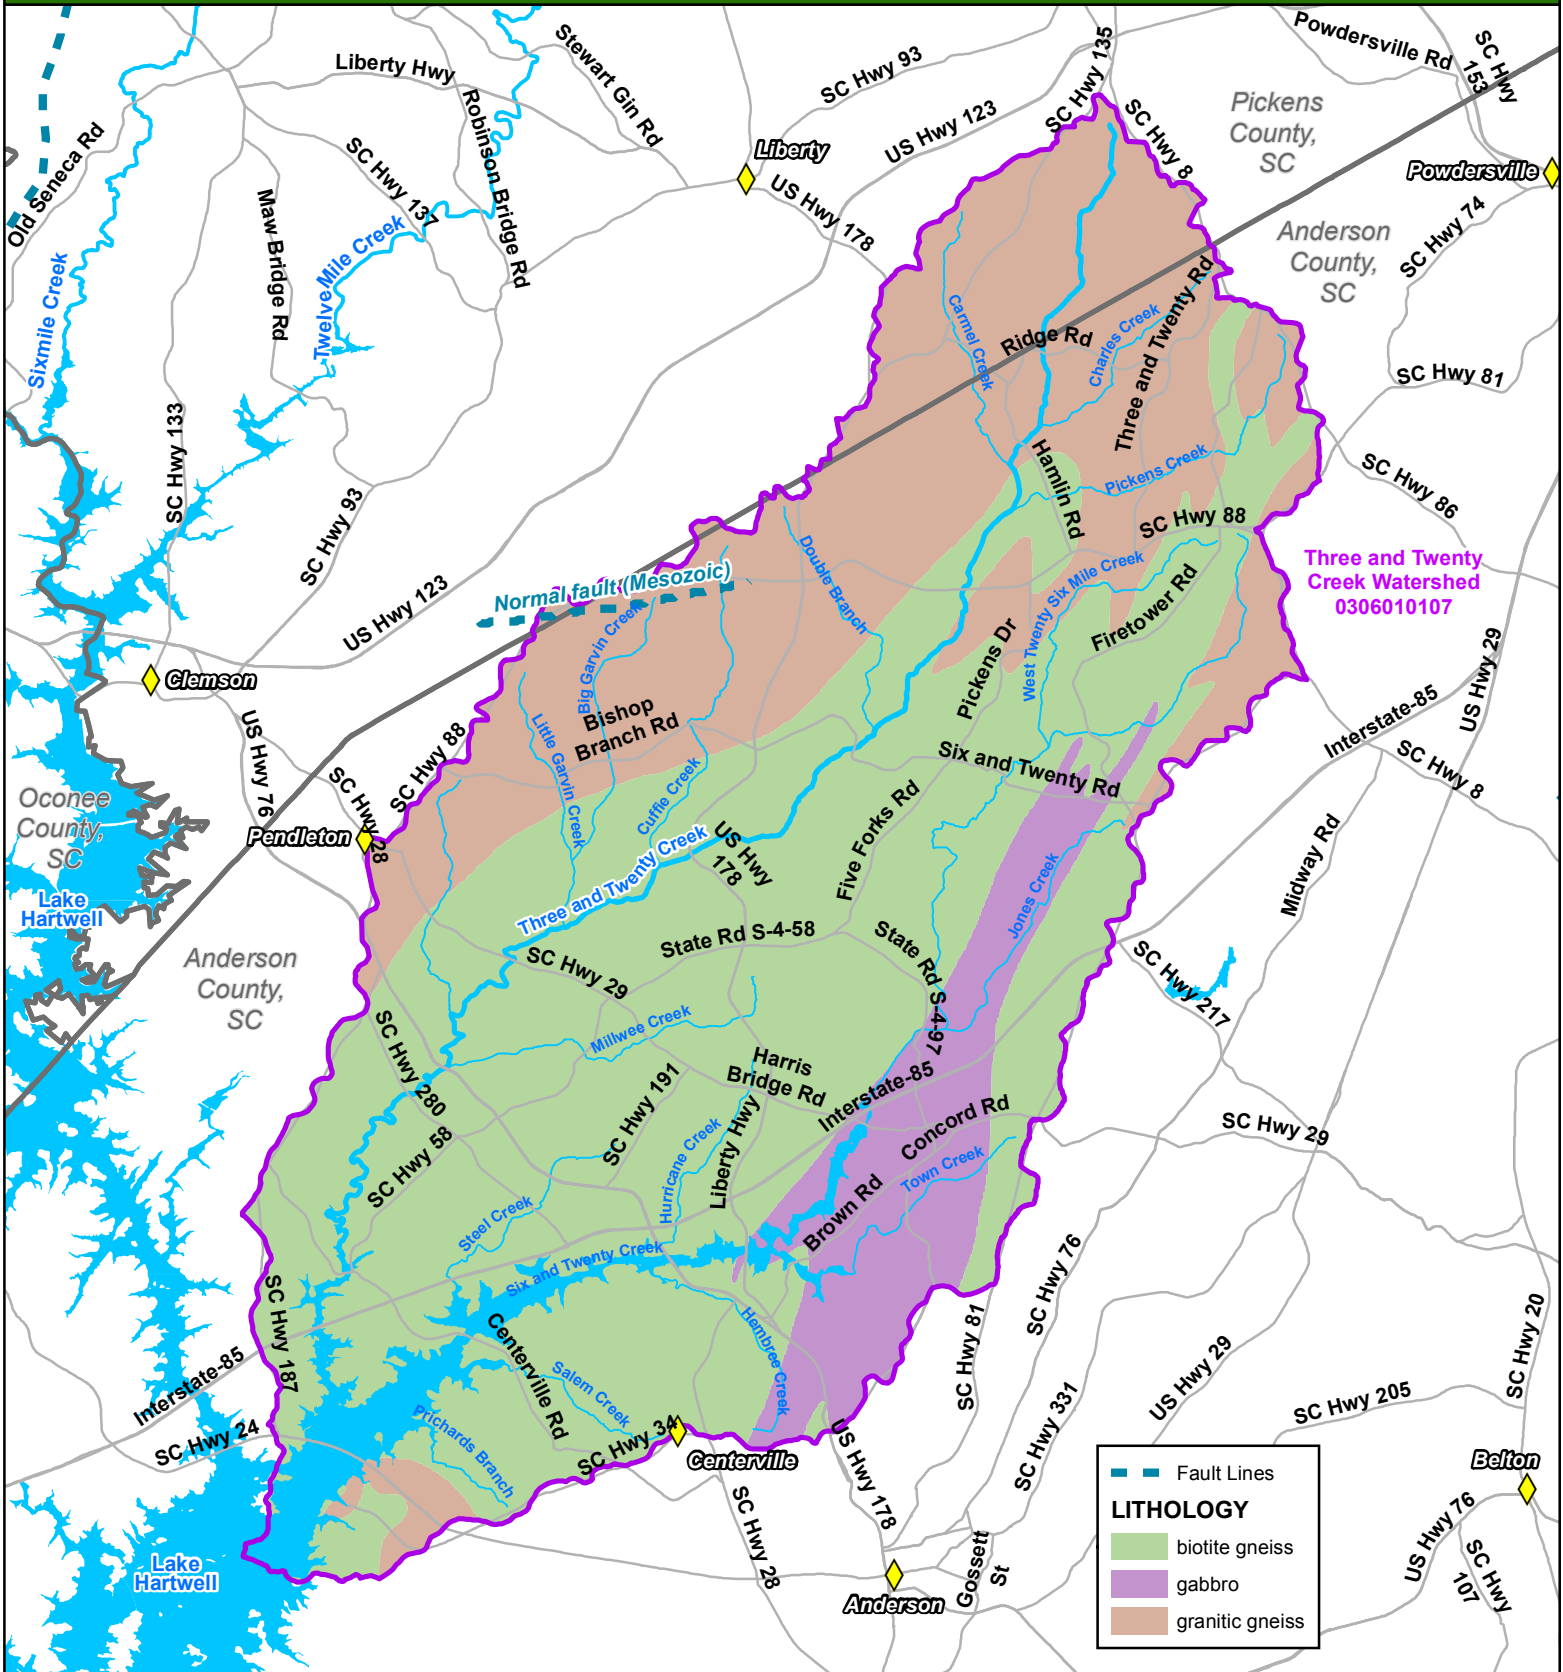 SC Hwy 135
Powdersville Rd
SC Hwy
153
Stewart Gin Rd
Liberty Hwy
SC Hwy 93
Robinson Bridge Rd
US Hwy 123
SC Hwy 8
Pickens
County,
SC
Old Seneca Rd
SC Hwy 137
Liberty
Powdersville
US Hwy 178
Maw Bridge Rd
Twelve Mile Creek
SC Hwy 74
Anderson
County,
SC
Sixmile Creek
Carmel Creek
Ridge Rd
Charles Creek
Three and Twenty Rd
SC Hwy 81
SC Hwy 133
Hamlin Rd
Pickens Creek
SC Hwy 86
SC Hwy 93
SC Hwy 88
Double Branch
Three and Twenty
Creek Watershed
0306010107
Normal fault (Mesozoic)
US Hwy 123
Big Garvin Creek
West Twenty Six Mile Creek
Firetower Rd
Pickens Dr
US Hwy 29
Clemson
Bishop
Branch Rd
Interstate-85
US Hwy 76
SC Hwy 88
Little Garvin Creek
Six and Twenty Rd
SC Hwy 8
SC Hwy 28
Cuffie Creek
Oconee
County,
SC
Pendleton
US Hwy
178
Five Forks Rd
Midway Rd
Three and Twenty Creek
Jones Creek
Lake
Hartwell
State Rd S-4-58
State Rd S-4-97
Anderson
County,
SC
SC Hwy 29
SC Hwy 217
SC Hwy 280
Millwee Creek
Harris
Bridge Rd
Interstate-85
SC Hwy 191
Concord Rd
SC Hwy 29
SC Hwy 58
Hurricane Creek
Liberty Hwy
Town Creek
Brown Rd
Steel Creek
Six and Twenty Creek
SC Hwy 76
SC Hwy 187
Centerville Rd
Hembree Creek
SC Hwy 81
SC Hwy 20
Interstate-85
Salem Creek
US Hwy 29
SC Hwy 331
SC Hwy 205
Prichards Branch
SC Hwy 24
SC Hwy 34
Centerville
US Hwy 178
Belton
SC Hwy 28
US Hwy 76
SC Hwy
107
Lake
Hartwell
Gossett
St
Anderson
Fault Lines
LITHOLOGY
biotite gneiss
gabbro
granitic gneiss